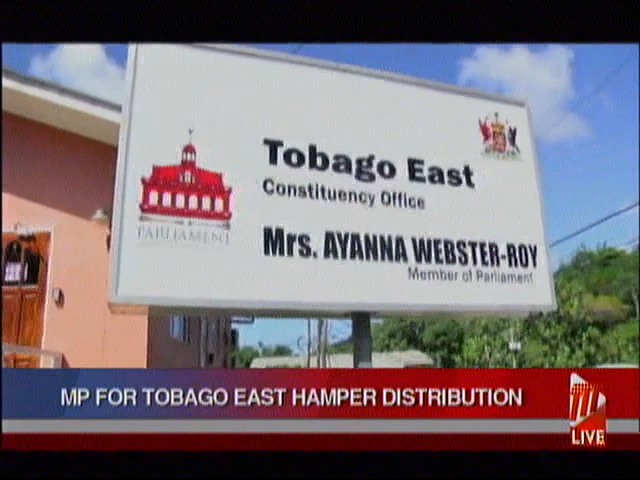 Tobago East
Constituency Office
PARLIAMENT
Mrs. AYANNA WEBSTER-ROY
Member of Parliament
MP FOR TOBAGO EAST HAMPER DISTRIBUTION
LIVE